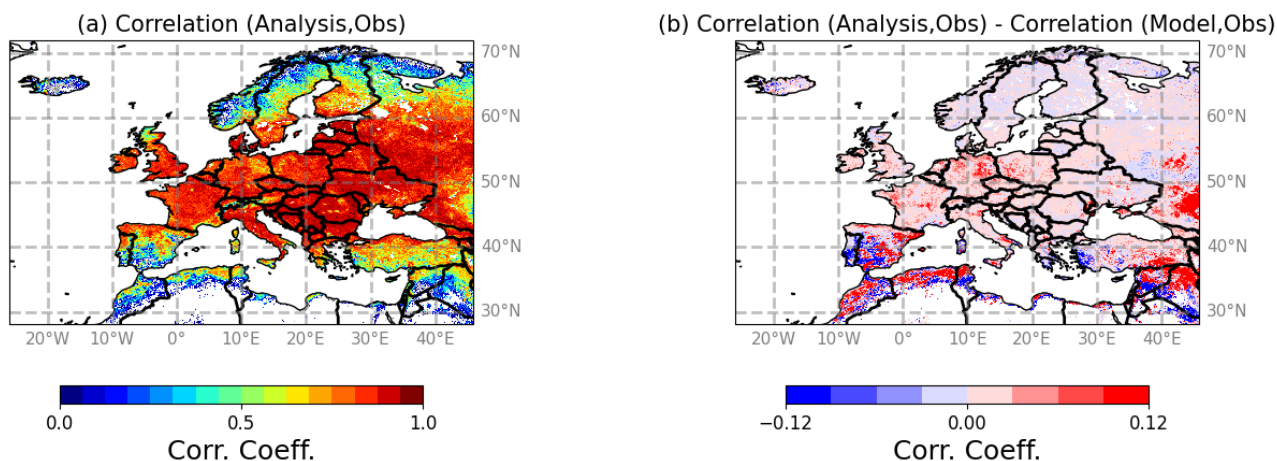 (a) Correlation (Analysis,Obs)
70°N
60°N
50°N
40°N
30°N
20°W 10°W 0° 10°E 20°E 30°E 40°E
0.0 0.5 1.0
Corr. Coeff.
(b) Correlation (Analysis,Obs) - Correlation (Model,Obs)
70°N
60°N
50°N
40°N
30°N
20°W 10°W 0° 10°E 20°E 30°E 40°E
−0.12 0.00 0.12
Corr. Coeff.